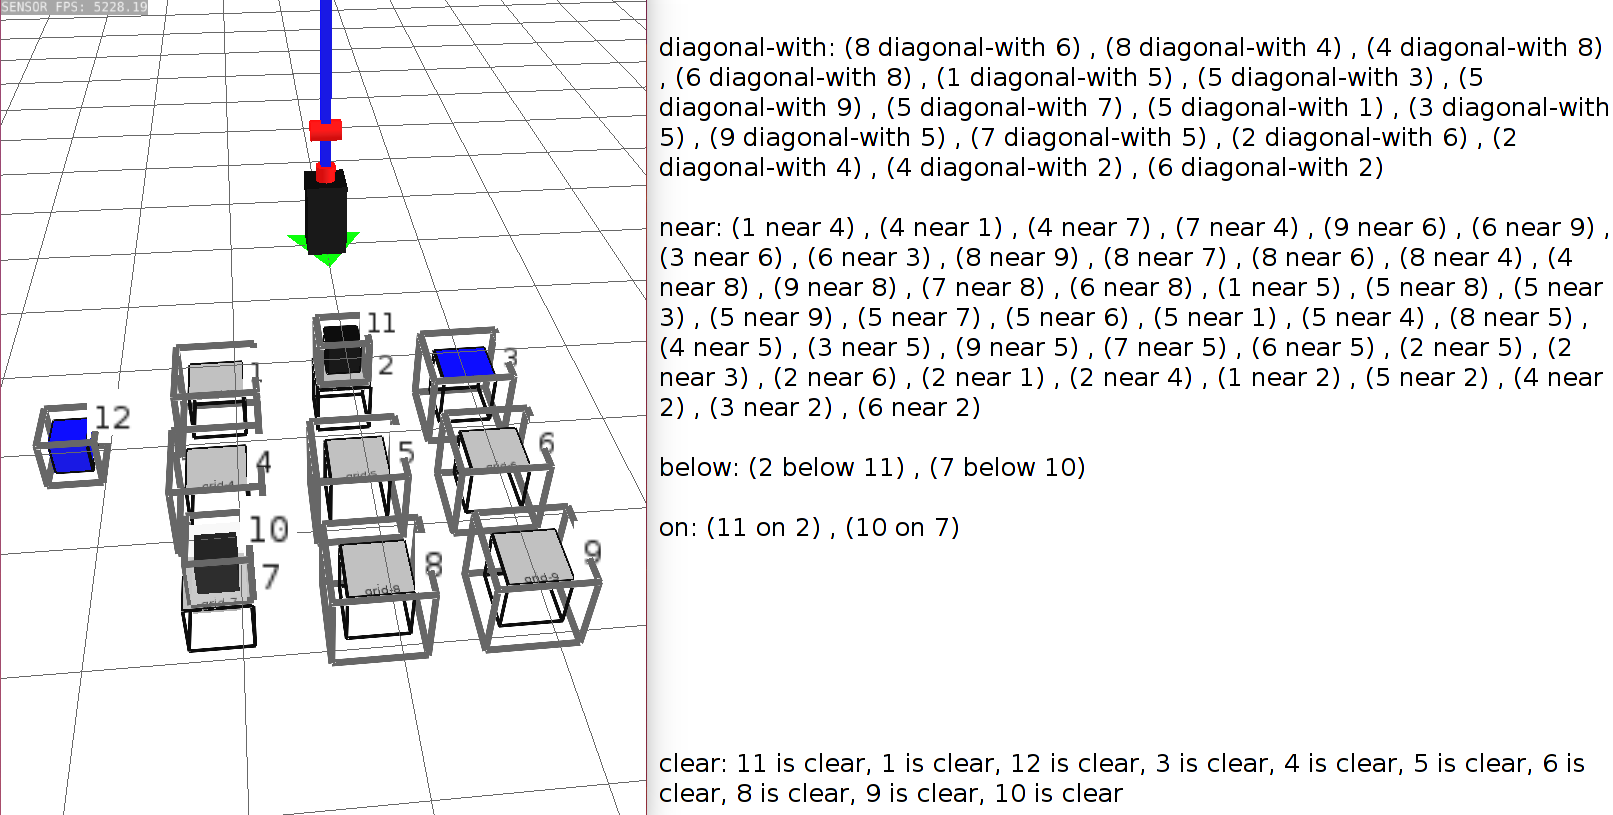 SENSOR FPS: 5228.19
diagonal-with: (8 diagonal-with 6) , (8 diagonal-with 4) , (4 diagonal-with 8)
, (6 diagonal-with 8) , (1 diagonal-with 5) , (5 diagonal-with 3) , (5
diagonal-with 9) , (5 diagonal-with 7) , (5 diagonal-with 1) , (3 diagonal-with
5) , (9 diagonal-with 5) , (7 diagonal-with 5) , (2 diagonal-with 6) , (2
diagonal-with 4) , (4 diagonal-with 2) , (6 diagonal-with 2)
near: (1 near 4) , (4 near 1) , (4 near 7) , (7 near 4) , (9 near 6) , (6 near 9) ,
(3 near 6) , (6 near 3) , (8 near 9) , (8 near 7) , (8 near 6) , (8 near 4) , (4
near 8) , (9 near 8) , (7 near 8) , (6 near 8) , (1 near 5) , (5 near 8) , (5 near
3) , (5 near 9) , (5 near 7) , (5 near 6) , (5 near 1) , (5 near 4) , (8 near 5) ,
(4 near 5) , (3 near 5) , (9 near 5) , (7 near 5) , (6 near 5) , (2 near 5) , (2
near 3) , (2 near 6) , (2 near 1) , (2 near 4) , (1 near 2) , (5 near 2) , (4 near
2) , (3 near 2) , (6 near 2)
below: (2 below 11) , (7 below 10)
on: (11 on 2) , (10 on 7)
clear: 11 is clear, 1 is clear, 12 is clear, 3 is clear, 4 is clear, 5 is clear, 6 is
clear, 8 is clear, 9 is clear, 10 is clear
11
2
3
1
12
4
5
6
grid-5
grid-6
10
7
8
9
grid-8
grid-9
grid-7